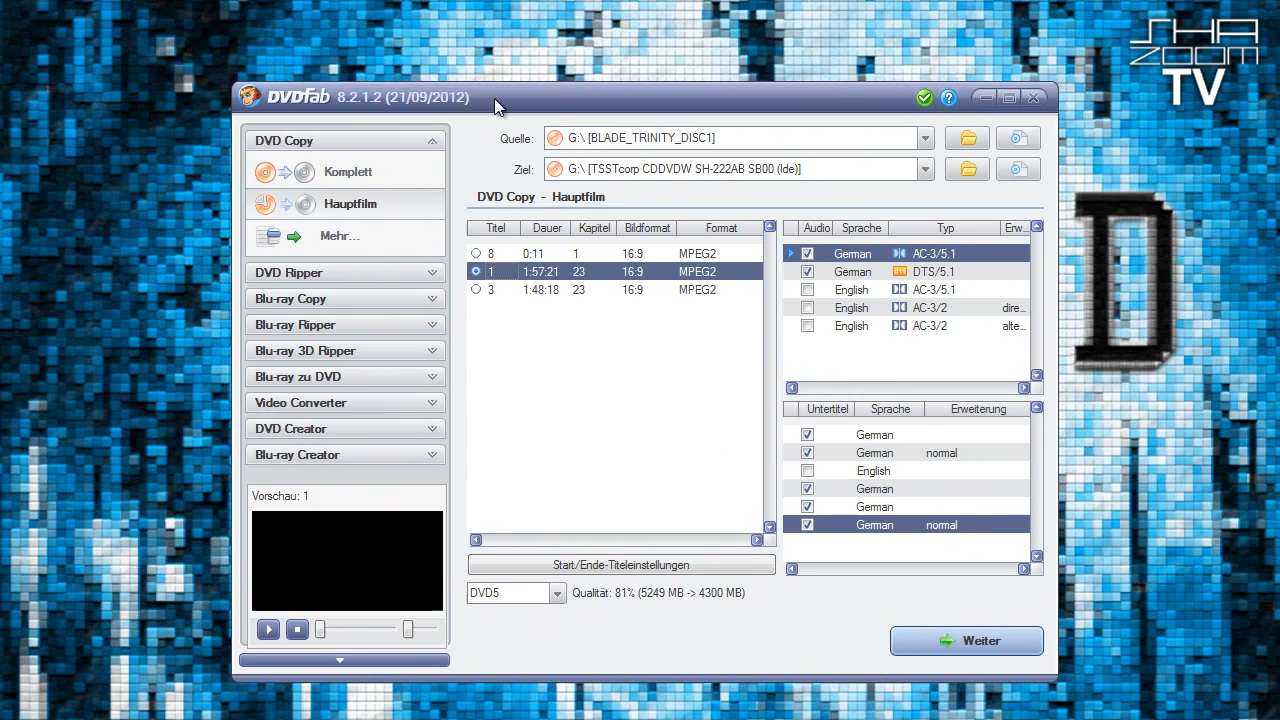 SHA
ZOOM
TV
DVDFab 8.2.1.2 (21/09/2012)
DVD Copy
Komplett
Hauptfilm
Mehr...
DVD Ripper
Blu-ray Copy
Blu-ray Ripper
Blu-ray 3D Ripper
Blu-ray zu DVD
Video Converter
DVD Creator
Blu-ray Creator
Vorschau: 1
Quelle: G:\ [BLADE_TRINITY_DISC1]
Ziel: G:\ [TSSTcorp CDDVDW SH-222AB SB00 (Ide)]
DVD Copy - Hauptfilm
Titel Dauer Kapitel Bildformat Format
8 0:11 1 16:9 MPEG2
1 1:57:21 23 16:9 MPEG2
3 1:48:18 23 16:9 MPEG2
Start/Ende-Titeleinstellungen
DVD5 Qualität: 81% (5249 MB -> 4300 MB)
Audio Sprache Typ Erw...
German AC-3/5.1
German dts DTS/5.1
English AC-3/5.1
English AC-3/2 dire...
English AC-3/2 alte...
Untertitel Sprache Erweiterung
German
German normal
English
German
German
German normal
Weiter
D